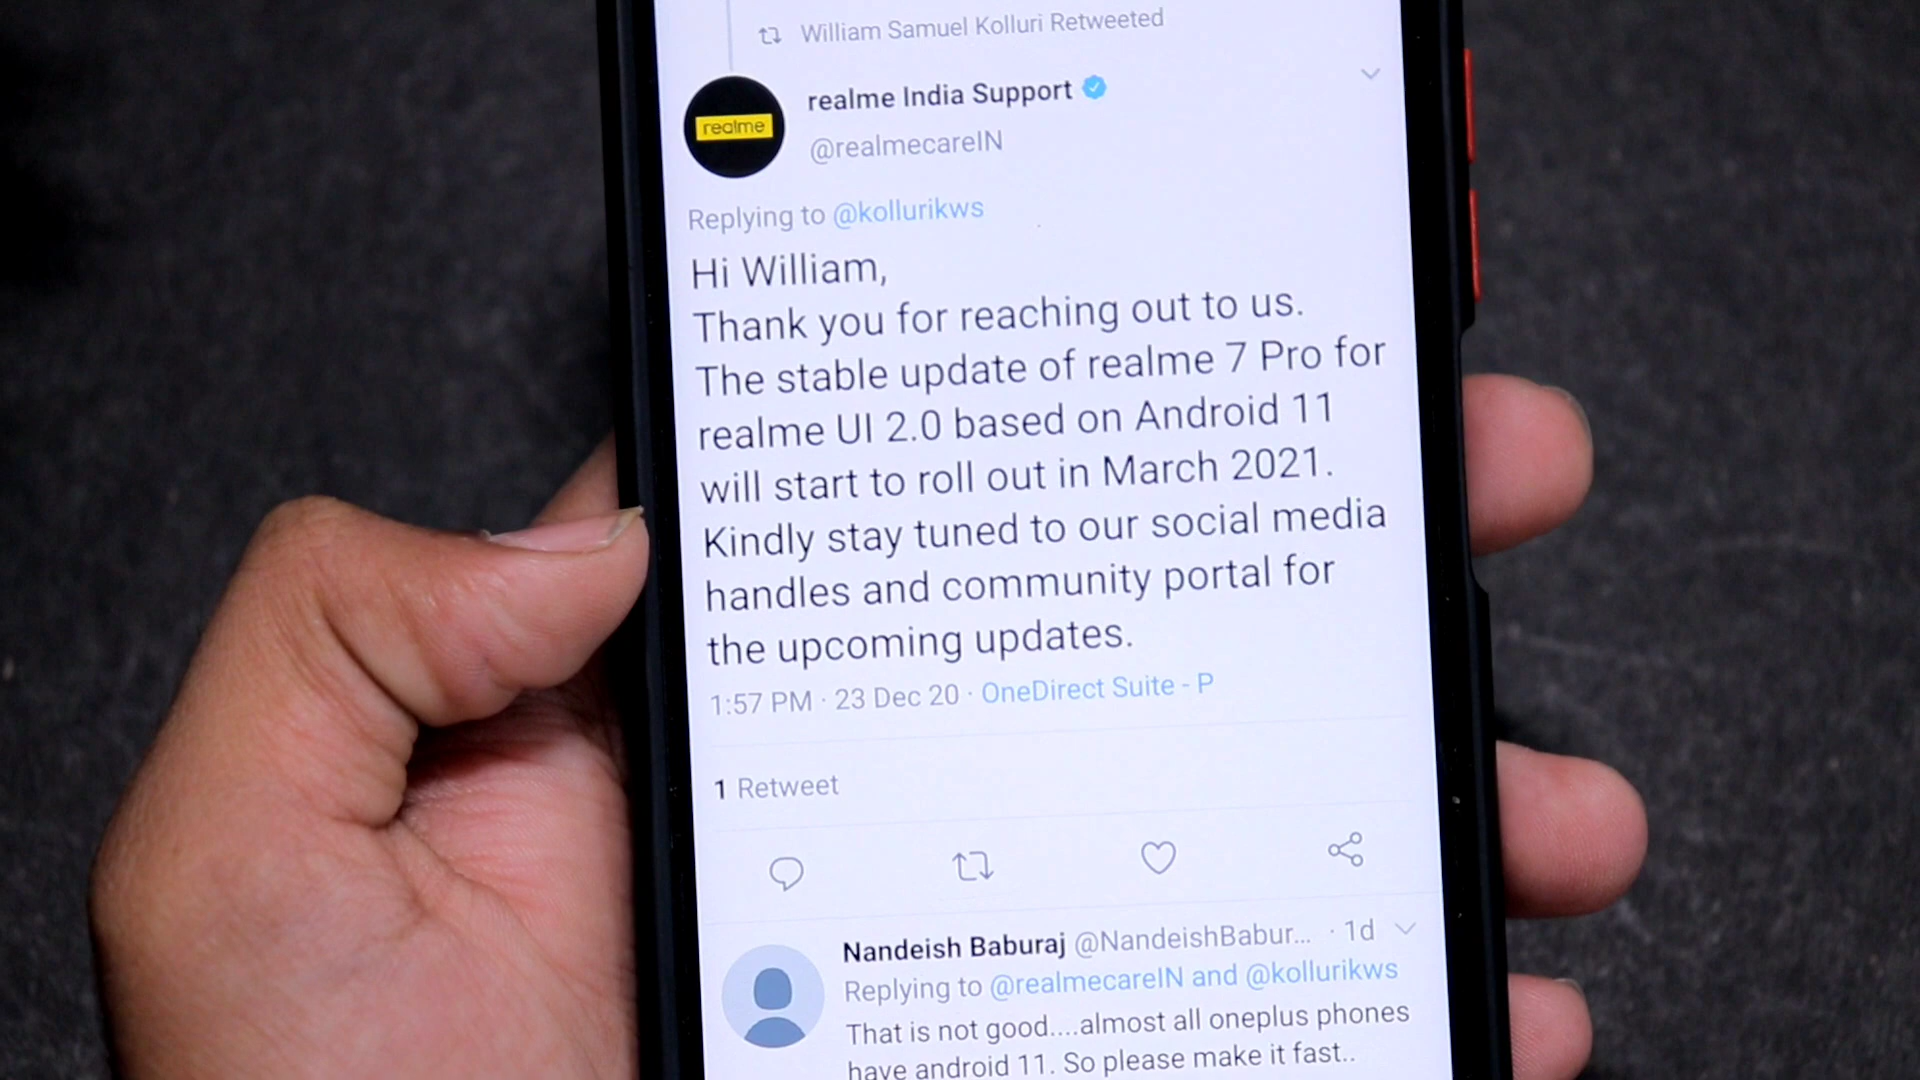 William Samuel Kolluri Retweeted
realme India Support
realme
@realmecareIN
Replying to @kollurikws
Hi William,
Thank you for reaching out to us.
The stable update of realme 7 Pro for
realme UI 2.0 based on Android 11
will start to roll out in March 2021.
Kindly stay tuned to our social media
handles and community portal for
the upcoming updates.
1:57 PM · 23 Dec 20 · OneDirect Suite - P
1 Retweet
Nandeish Baburaj @NandeishBabur... · 1d
Replying to @realmecareIN and @kollurikws
That is not good....almost all oneplus phones
have android 11. So please make it fast..